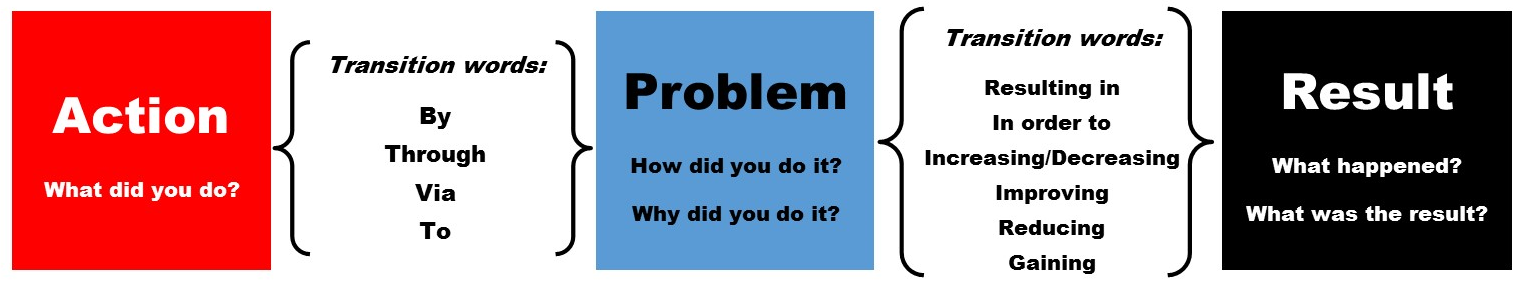 Action
What did you do?
Transition words:
By
Through
Via
To
Problem
How did you do it?
Why did you do it?
Transition words:
Resulting in
In order to
Increasing/Decreasing
Improving
Reducing
Gaining
Result
What happened?
What was the result?